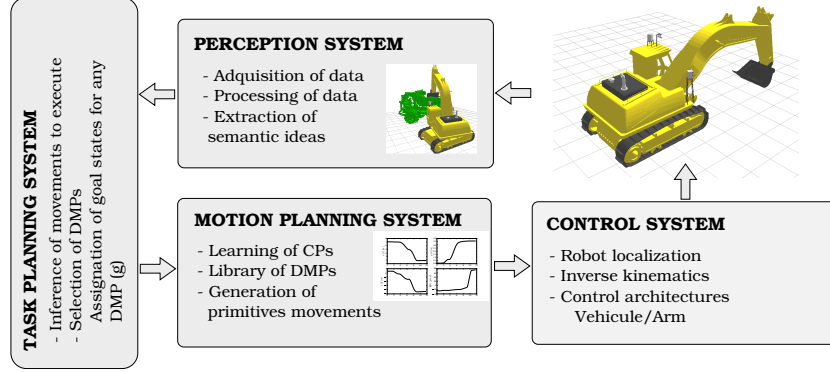 TASK PLANNING SYSTEM
- Inference of movements to execute
- Selection of DMPs
Assignation of goal states for any
DMP (g)
PERCEPTION SYSTEM
- Adquisition of data
- Processing of data
- Extraction of
semantic ideas
MOTION PLANNING SYSTEM
- Learning of CPs
- Library of DMPs
- Generation of
primitives movements
CONTROL SYSTEM
- Robot localization
- Inverse kinematics
- Control architectures
Vehicule/Arm